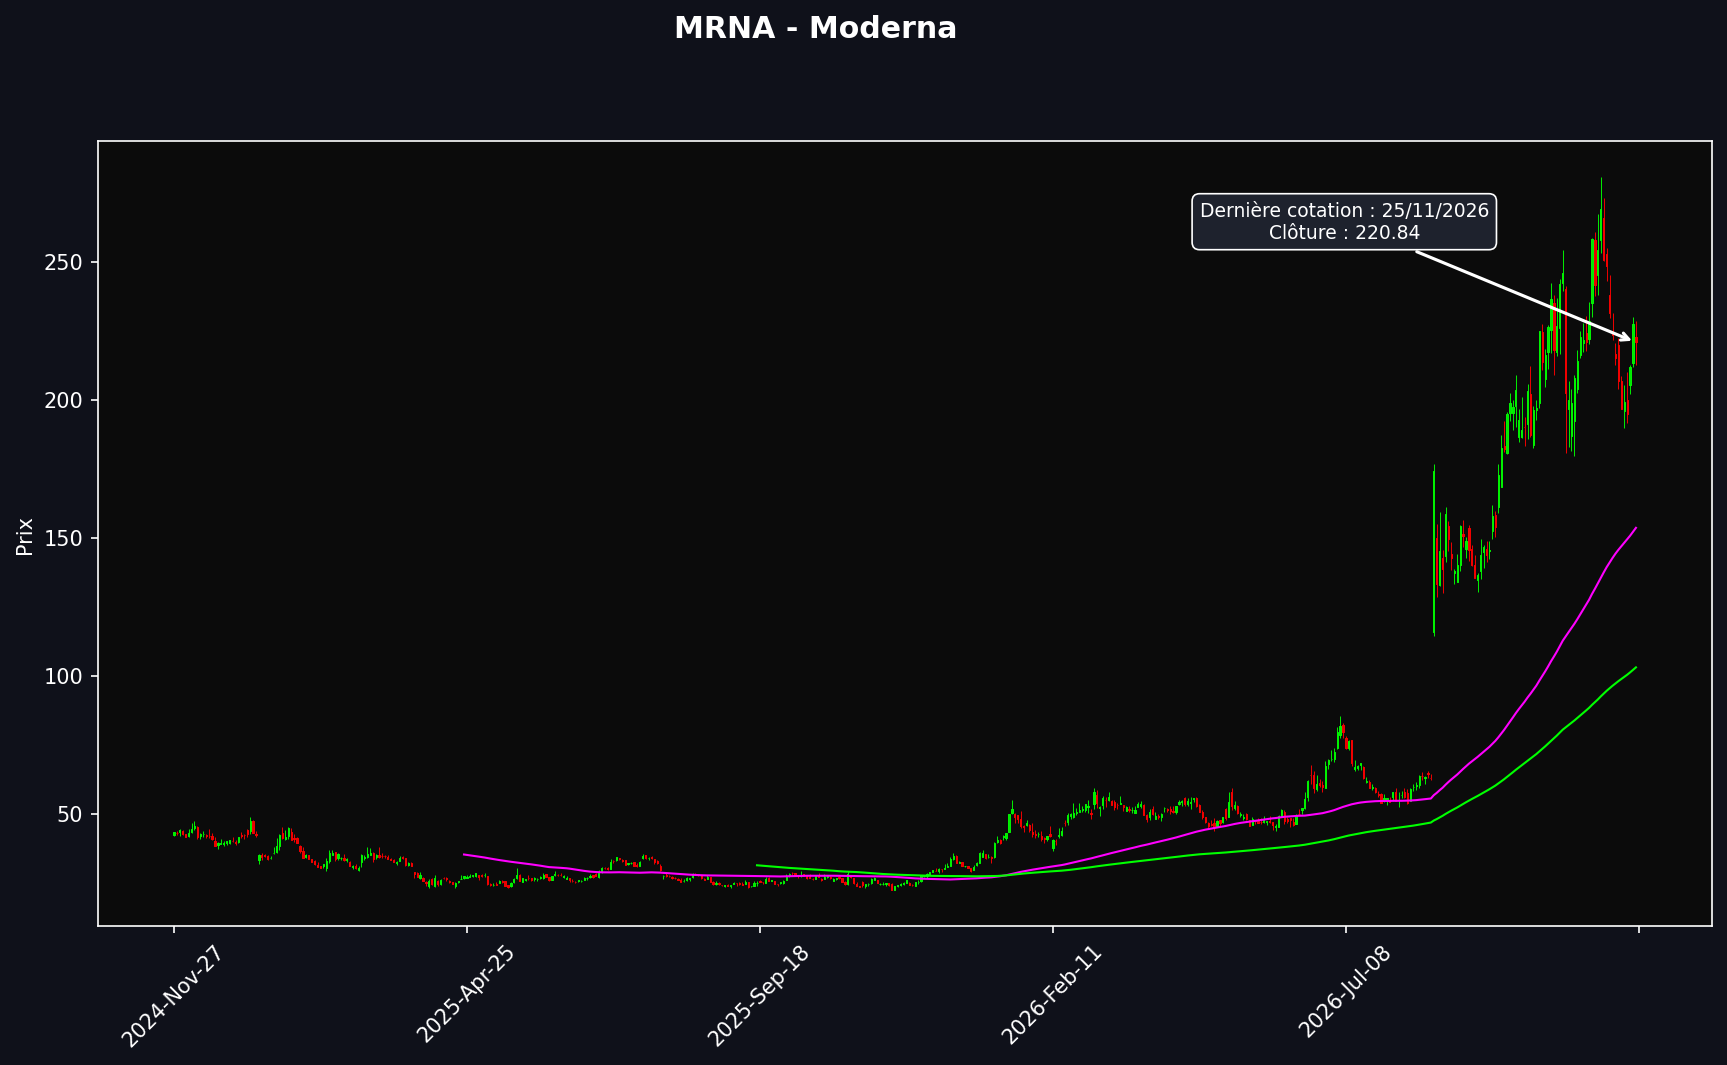 MRNA - Moderna
Dernière cotation : 25/11/2026
Clôture : 220.84
Prix
250
200
150
100
50
2024-Nov-27
2025-Apr-25
2025-Sep-18
2026-Feb-11
2026-Jul-08